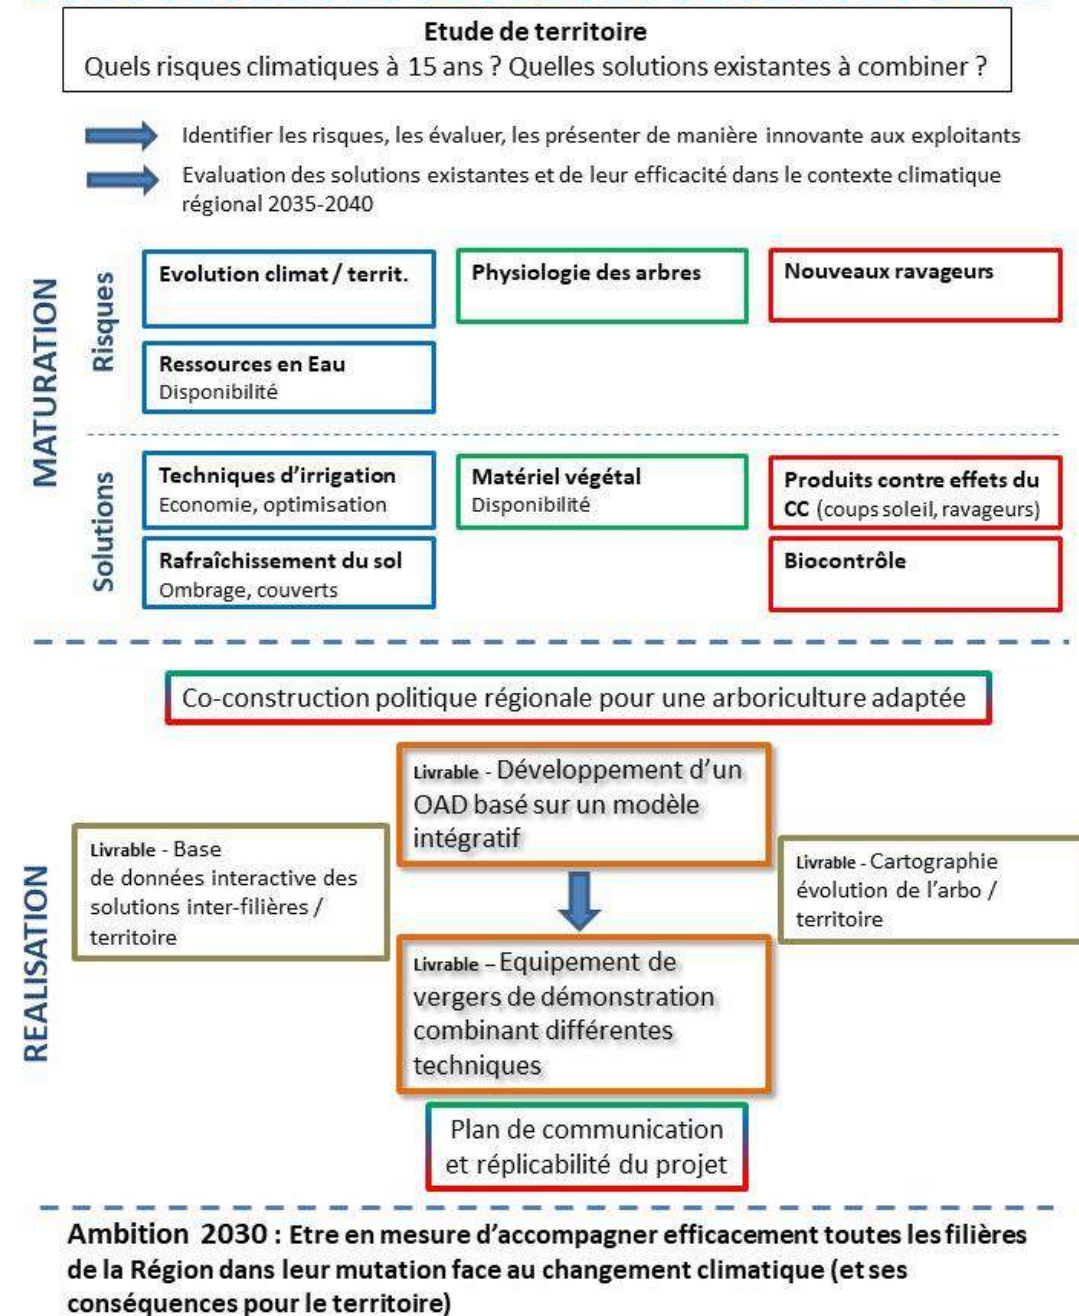 Etude de territoire
Quels risques climatiques à 15 ans ? Quelles solutions existantes à combiner ?
Identifier les risques, les évaluer, les présenter de manière innovante aux exploitants
Evaluation des solutions existantes et de leur efficacité dans le contexte climatique
régional 2035-2040
MATURATION
Risques
Evolution climat / territ.
Physiologie des arbres
Nouveaux ravageurs
Ressources en Eau
Disponibilité
Solutions
Techniques d'irrigation
Economie, optimisation
Matériel végétal
Disponibilité
Produits contre effets du
CC (coups soleil, ravageurs)
Rafraîchissement du sol
Ombrage, couverts
Biocontrôle
REALISATION
Co-construction politique régionale pour une arboriculture adaptée
Livrable - Développement d'un
OAD basé sur un modèle
intégratif
Livrable - Base
de données interactive des
solutions inter-filières /
territoire
Livrable - Cartographie
évolution de l'arbo /
territoire
Livrable – Equipement de
vergers de démonstration
combinant différentes
techniques
Plan de communication
et réplicabilité du projet
Ambition 2030 : Etre en mesure d'accompagner efficacement toutes les filières
de la Région dans leur mutation face au changement climatique (et ses
conséquences pour le territoire)